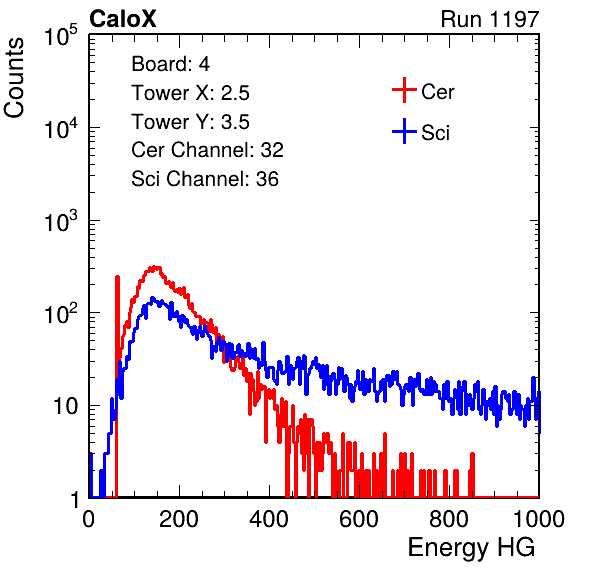 CaloX Run 1197
Board: 4
Tower X: 2.5
Tower Y: 3.5
Cer Channel: 32
Sci Channel: 36
Cer
Sci
Counts
10^5
10^4
10^3
10^2
10
1
0 200 400 600 800 1000
Energy HG